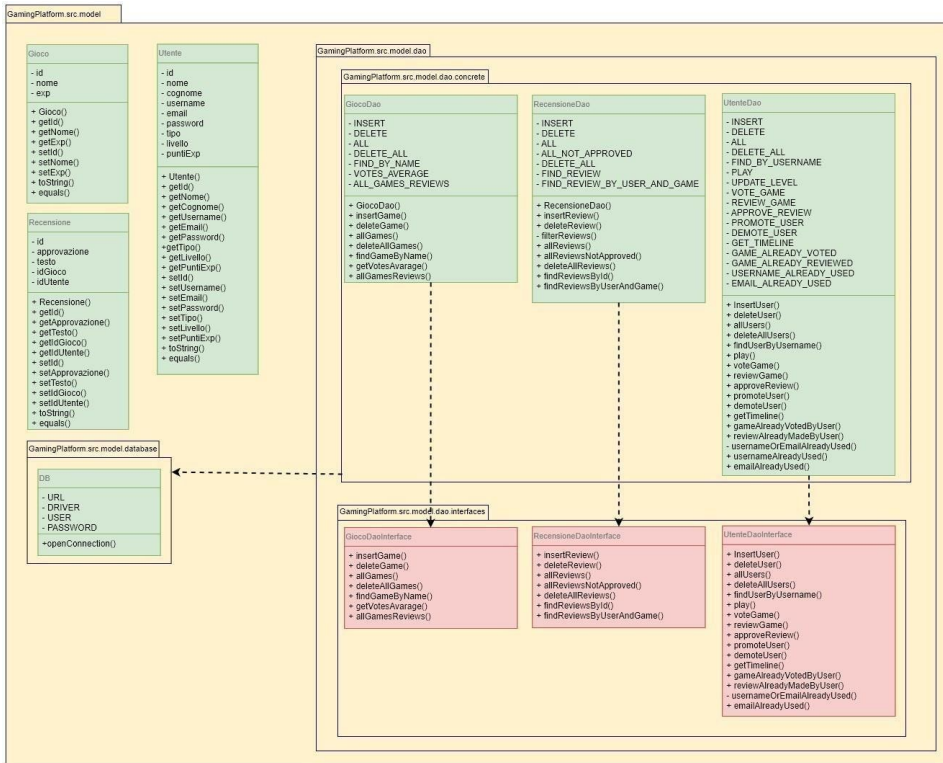 GamingPlatform.src.model
Gioco
- id
- nome
- exp
+ Gioco()
+ getId()
+ getNome()
+ getExp()
+ setId()
+ setNome()
+ setExp()
+ toString()
+ equals()
Utente
- id
- nome
- cognome
- username
- email
- password
- tipo
- livello
- puntiExp
+ Utente()
+ getId()
+ getNome()
+ getCognome()
+ getUsername()
+ getEmail()
+ getPassword()
+getTipo()
+ getLivello()
+ getPuntiExp()
+ setId()
+ setUsername()
+ setEmail()
+ setPassword()
+ setTipo()
+ setLivello()
+ setPuntiExp()
+ toString()
+ equals()
Recensione
- id
- approvazione
- testo
- idGioco
- idUtente
+ Recensione()
+ getId()
+ getApprovazione()
+ getTesto()
+ getIdGioco()
+ getIdUtente()
+ setId()
+ setApprovazione()
+ setTesto()
+ setIdGioco()
+ setIdUtente()
+ toString()
+ equals()
GamingPlatform.src.model.database
DB
- URL
- DRIVER
- USER
- PASSWORD
+openConnection()
GamingPlatform.src.model.dao
GamingPlatform.src.model.dao.concrete
GiocoDao
- INSERT
- DELETE
- ALL
- DELETE_ALL
- FIND_BY_NAME
- VOTES_AVERAGE
- ALL_GAMES_REVIEWS
+ GiocoDao()
+ insertGame()
+ deleteGame()
+ allGames()
+ deleteAllGames()
+ findGameByName()
+ getVotesAvarage()
+ allGamesReviews()
RecensioneDao
- INSERT
- DELETE
- ALL
- ALL_NOT_APPROVED
- DELETE_ALL
- FIND_REVIEW
- FIND_REVIEW_BY_USER_AND_GAME
+ RecensioneDao()
+ insertReview()
+ deleteReview()
- filterReviews()
+ allReviews()
+ allReviewsNotApproved()
+ deleteAllReviews()
+ findReviewsById()
+ findReviewsByUserAndGame()
UtenteDao
- INSERT
- DELETE
- ALL
- DELETE_ALL
- FIND_BY_USERNAME
- PLAY
- UPDATE_LEVEL
- VOTE_GAME
- REVIEW_GAME
- APPROVE_REVIEW
- PROMOTE_USER
- DEMOTE_USER
- GET_TIMELINE
- GAME_ALREADY_VOTED
- GAME_ALREADY_REVIEWED
- USERNAME_ALREADY_USED
- EMAIL_ALREADY_USED
+ InsertUser()
+ deleteUser()
+ allUsers()
+ deleteAllUsers()
+ findUserByUsername()
+ play()
+ voteGame()
+ reviewGame()
+ approveReview()
+ promoteUser()
+ demoteUser()
+ getTimeline()
+ gameAlreadyVotedByUser()
+ reviewAlreadyMadeByUser()
- usernameOrEmailAlreadyUsed()
+ usernameAlreadyUsed()
+ emailAlreadyUsed()
GamingPlatform.src.model.dao.interfaces
GiocoDaoInterface
+ insertGame()
+ deleteGame()
+ allGames()
+ deleteAllGames()
+ findGameByName()
+ getVotesAvarage()
+ allGamesReviews()
RecensioneDaoInterface
+ insertReview()
+ deleteReview()
+ allReviews()
+ allReviewsNotApproved()
+ deleteAllReviews()
+ findReviewsById()
+ findReviewsByUserAndGame()
UtenteDaoInterface
+ InsertUser()
+ deleteUser()
+ allUsers()
+ deleteAllUsers()
+ findUserByUsername()
+ play()
+ voteGame()
+ reviewGame()
+ approveReview()
+ promoteUser()
+ demoteUser()
+ getTimeline()
+ gameAlreadyVotedByUser()
+ reviewAlreadyMadeByUser()
- usernameOrEmailAlreadyUsed()
+ emailAlreadyUsed()